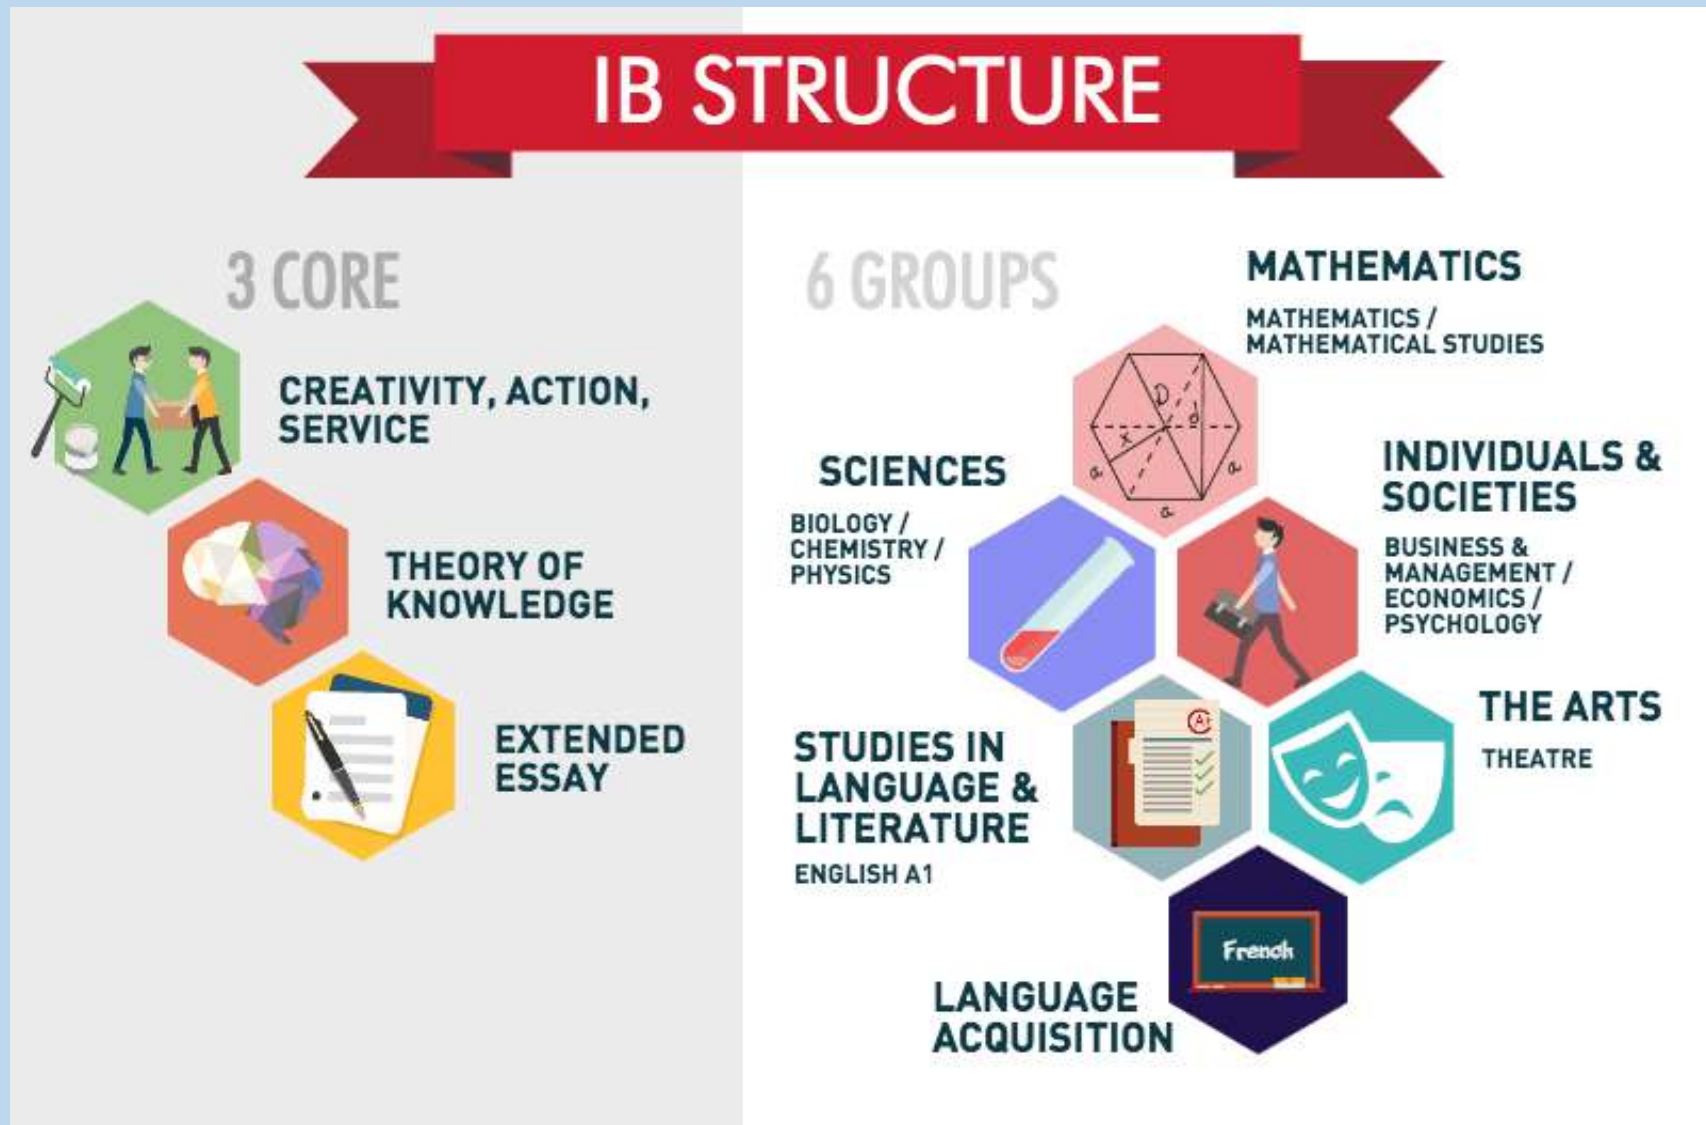 IB STRUCTURE
3 CORE
CREATIVITY, ACTION,
SERVICE
THEORY OF
KNOWLEDGE
EXTENDED
ESSAY
6 GROUPS
MATHEMATICS
MATHEMATICS /
MATHEMATICAL STUDIES
D
d
x
a
a
a
SCIENCES
BIOLOGY /
CHEMISTRY /
PHYSICS
INDIVIDUALS &
SOCIETIES
BUSINESS &
MANAGEMENT /
ECONOMICS /
PSYCHOLOGY
STUDIES IN
LANGUAGE &
LITERATURE
ENGLISH A1
A+
THE ARTS
THEATRE
French
LANGUAGE
ACQUISITION